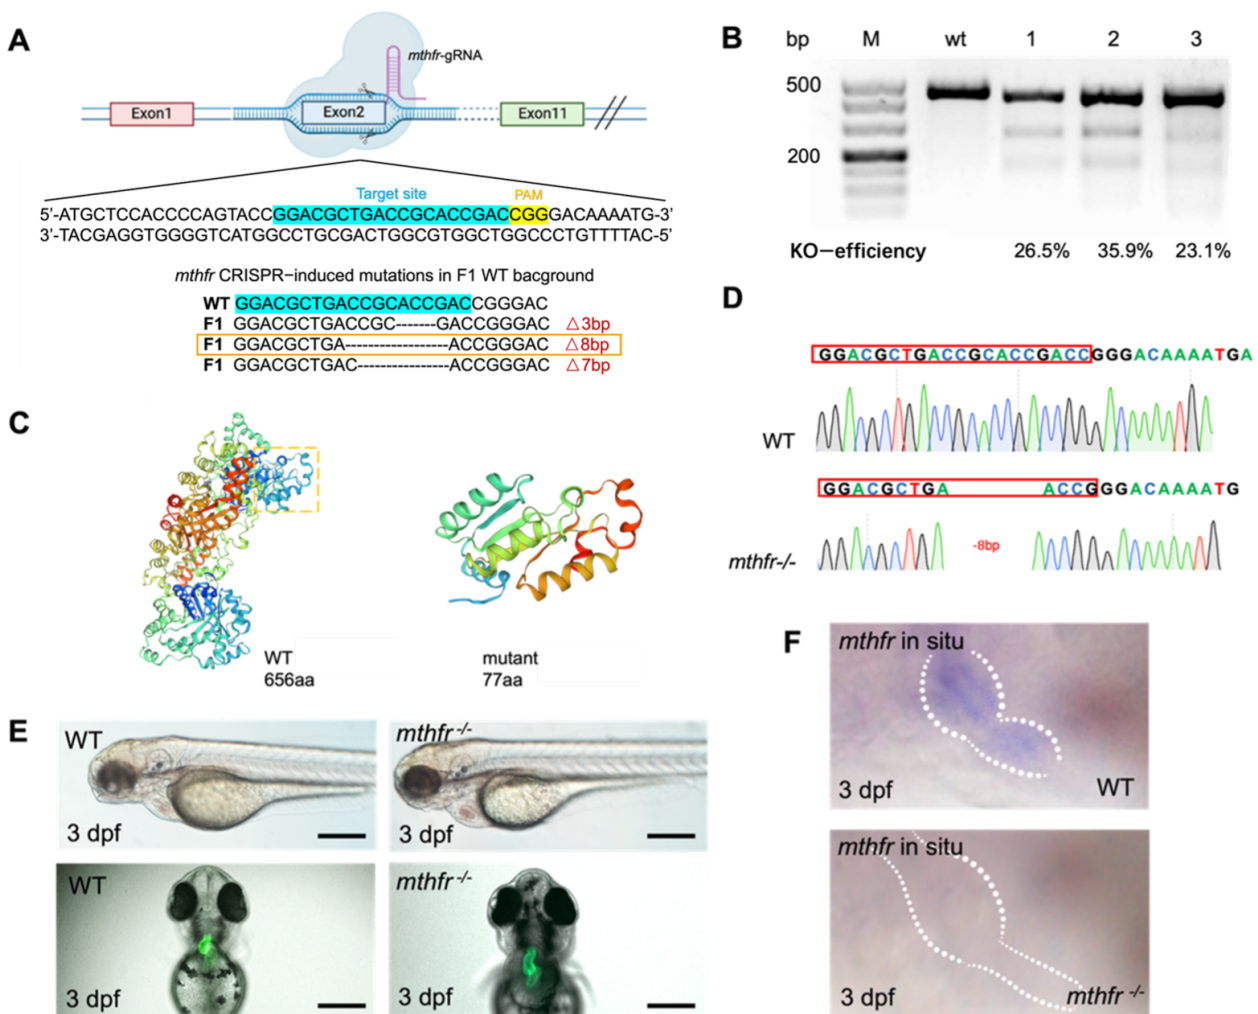 A
mthfr-gRNA
Exon1
Exon2
Exon11
Target site
PAM
5'-ATGCTCCACCCCAGTACCGGACGCTGACCGCACCGACCGGGACAAAATG-3'
3'-TACGAGGTGGGGTCATGGCCTGCGACTGGCGTGGCTGGCCCTGTTTTAC-5'
mthfr CRISPR-induced mutations in F1 WT bacground
WT GGACGCTGACCGCACCGACCGGGAC
F1 GGACGCTGACCGC-------GACCGGGAC △3bp
F1 GGACGCTGA----------------ACCGGGAC △8bp
F1 GGACGCTGAC--------------ACCGGGAC △7bp
B
bp M wt 1 2 3
500
200
KO-efficiency 26.5% 35.9% 23.1%
C
WT
656aa
mutant
77aa
D
GGACGCTGACCGCACCGACCGGGACAAAATGA
WT
GGACGCTGA ACCGGGACAAAATG
-8bp
mthfr-/-
E
WT
3 dpf
mthfr -/-
3 dpf
WT
3 dpf
mthfr -/-
3 dpf
F
mthfr in situ
3 dpf
WT
mthfr in situ
3 dpf
mthfr -/-